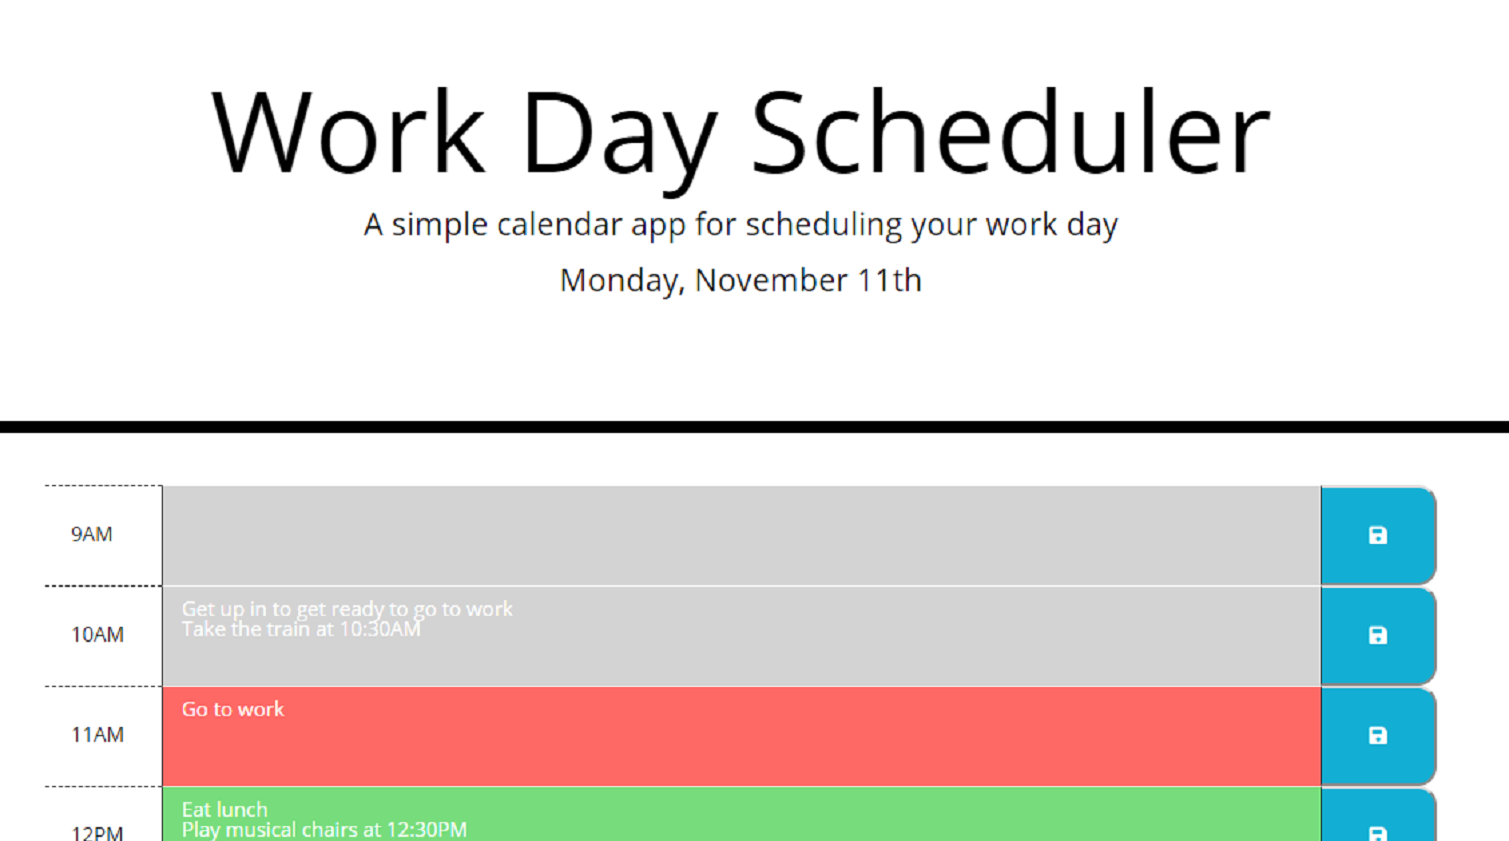 Work Day Scheduler
A simple calendar app for scheduling your work day
Monday, November 11th
9AM
10AM
Get up in to get ready to go to work
Take the train at 10:30AM
11AM
Go to work
12PM
Eat lunch
Play musical chairs at 12:30PM